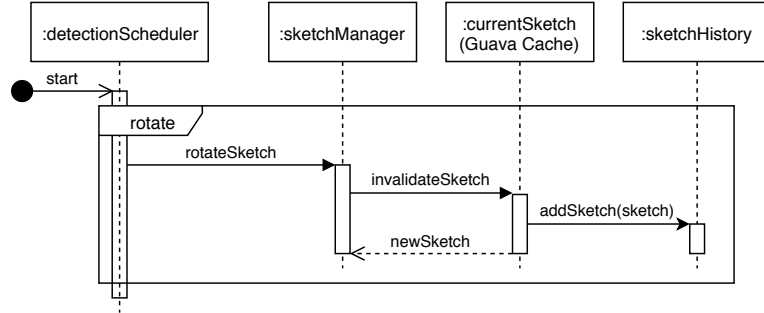 :detectionScheduler
:sketchManager
:currentSketch
(Guava Cache)
:sketchHistory
start
rotate
rotateSketch
invalidateSketch
addSketch(sketch)
newSketch